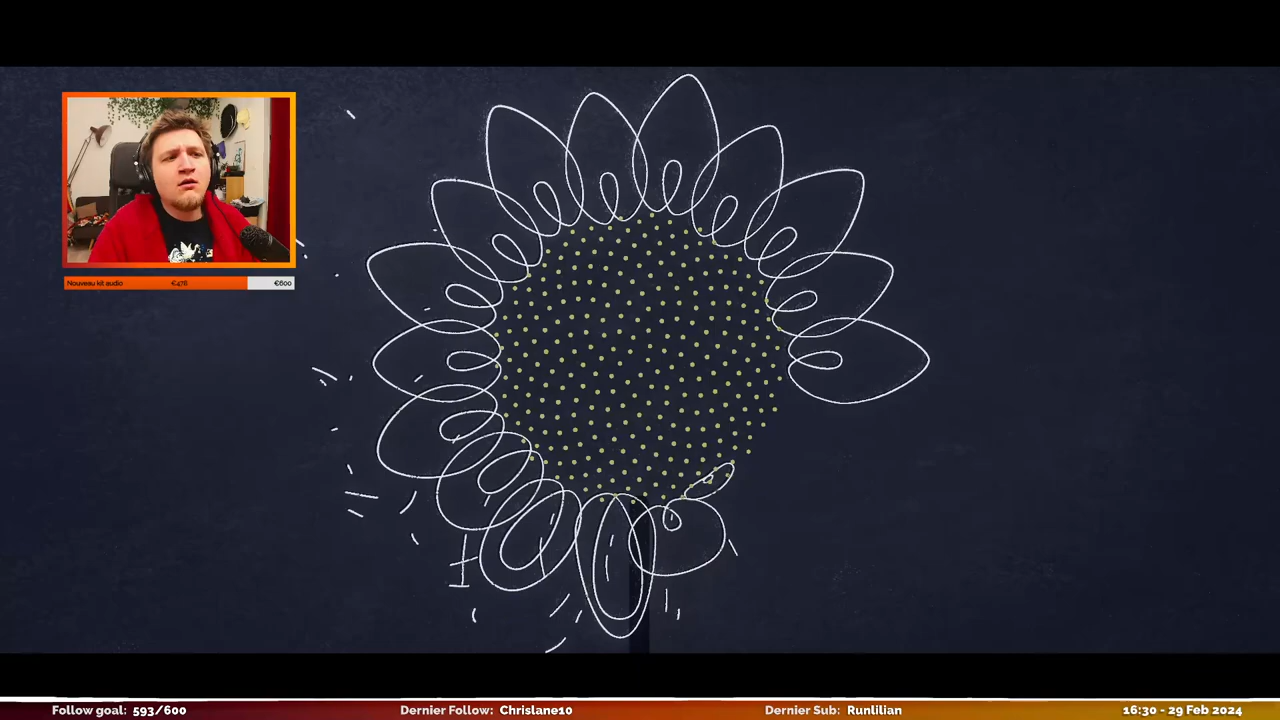 Nouveau kit audio €476 €600
Follow goal: 593/600 Dernier Follow: Chrislane10 Dernier Sub: Runlilian 16:30 - 29 Feb 2024